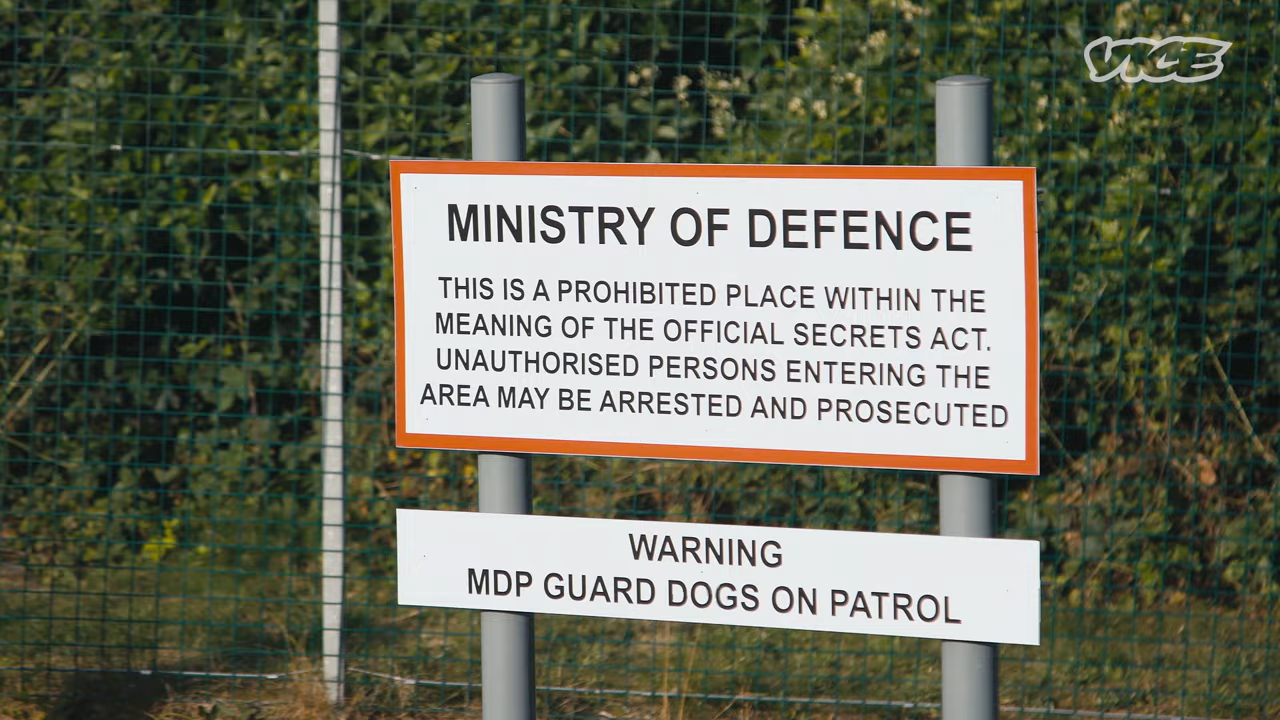 VICE
MINISTRY OF DEFENCE
THIS IS A PROHIBITED PLACE WITHIN THE
MEANING OF THE OFFICIAL SECRETS ACT.
UNAUTHORISED PERSONS ENTERING THE
AREA MAY BE ARRESTED AND PROSECUTED
WARNING
MDP GUARD DOGS ON PATROL